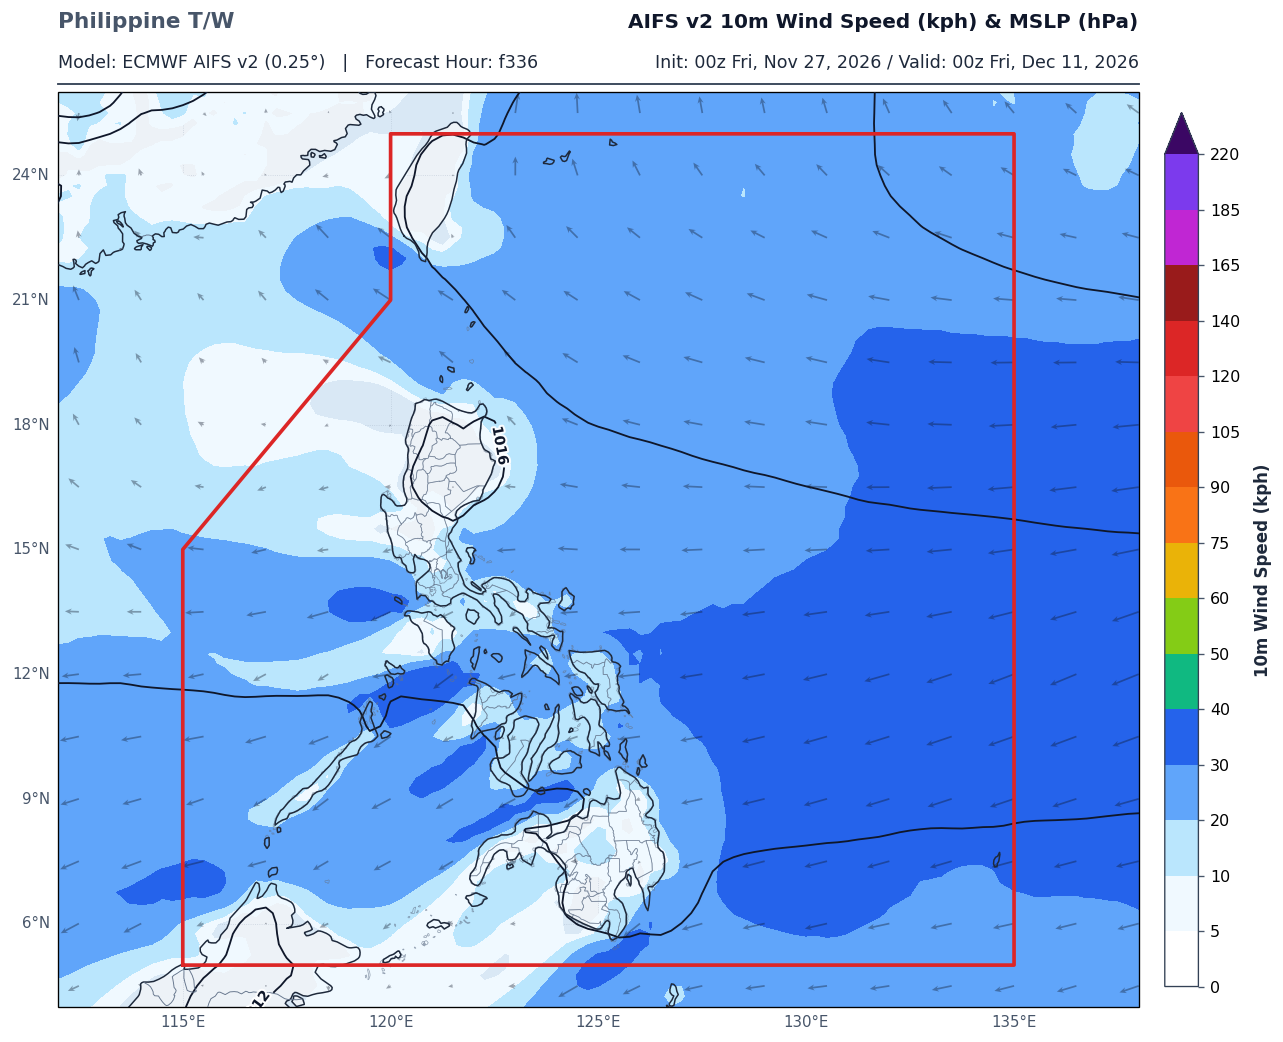 Philippine T/W
AIFS v2 10m Wind Speed (kph) & MSLP (hPa)
Model: ECMWF AIFS v2 (0.25°) | Forecast Hour: f336
Init: 00z Fri, Nov 27, 2026 / Valid: 00z Fri, Dec 11, 2026
24°N
21°N
18°N
15°N
12°N
9°N
6°N
1016
12
115°E
120°E
125°E
130°E
135°E
220
185
165
140
120
105
90
75
60
50
40
30
20
10
5
0
10m Wind Speed (kph)